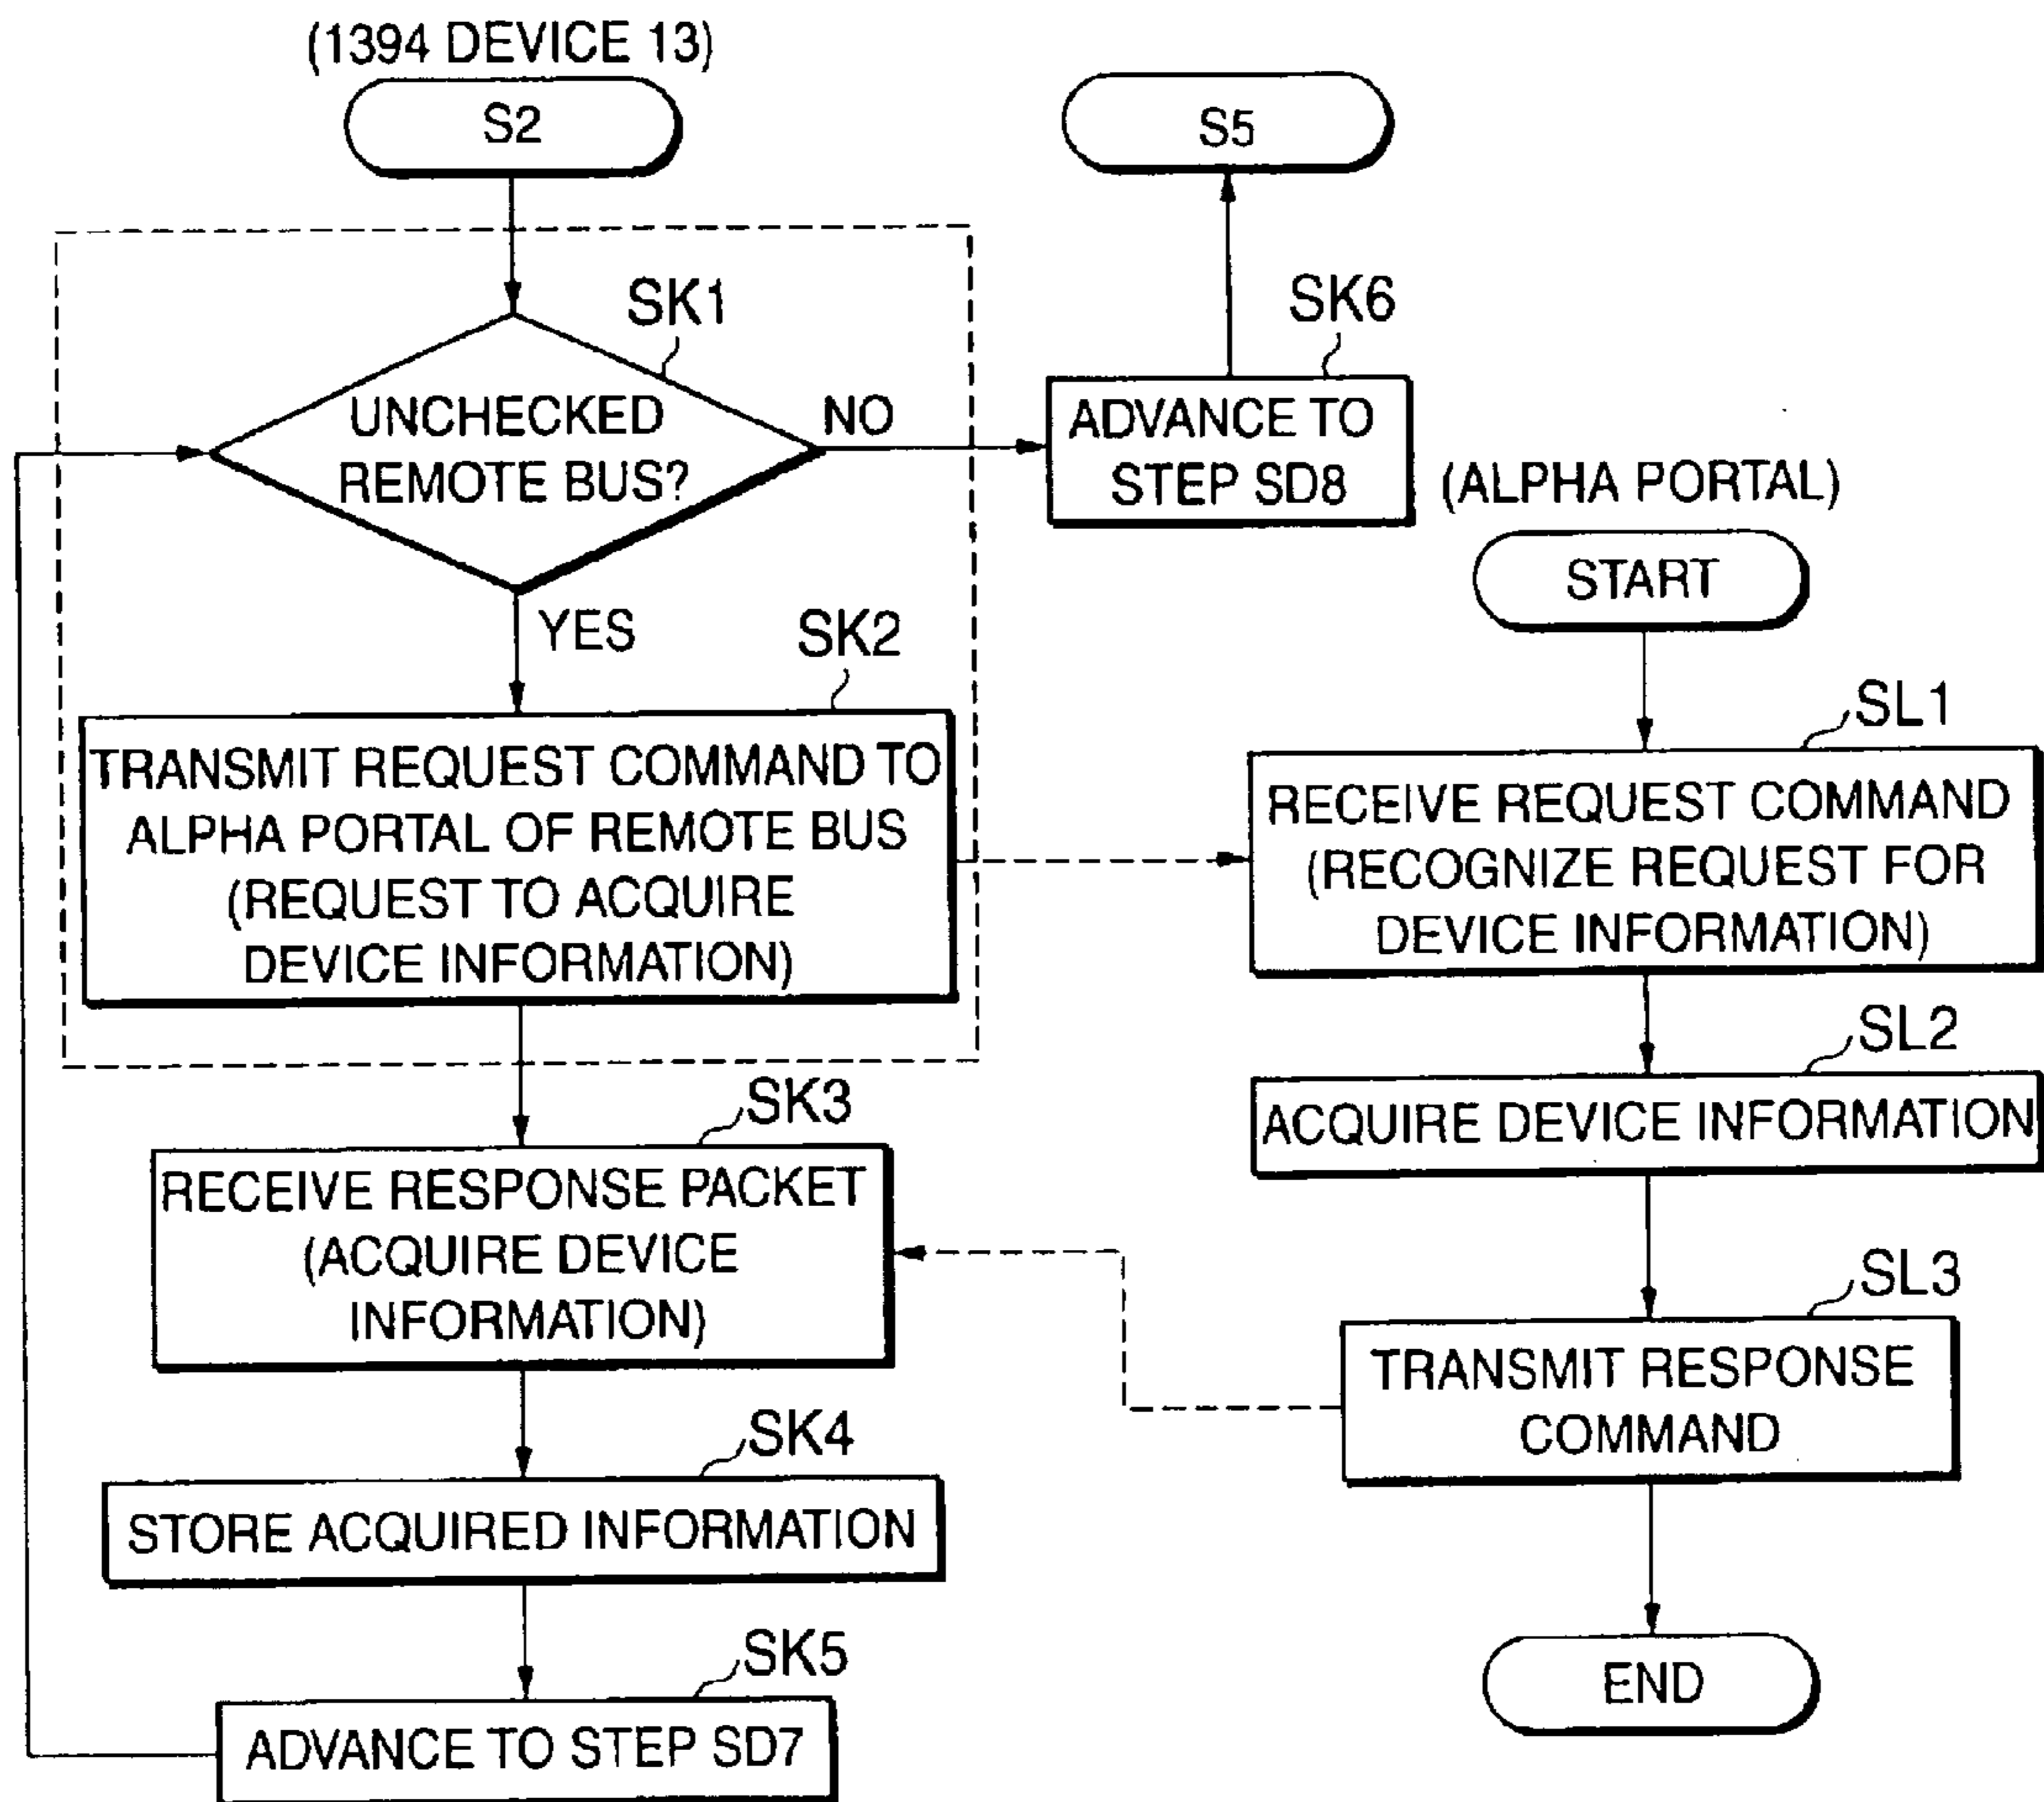 (1394 DEVICE 13)
S2
S5
SK1
UNCHECKED
REMOTE BUS?
NO
YES
SK6
ADVANCE TO
STEP SD8
SK2
TRANSMIT REQUEST COMMAND TO
ALPHA PORTAL OF REMOTE BUS
(REQUEST TO ACQUIRE
DEVICE INFORMATION)
SK3
RECEIVE RESPONSE PACKET
(ACQUIRE DEVICE
INFORMATION)
SK4
STORE ACQUIRED INFORMATION
SK5
ADVANCE TO STEP SD7
(ALPHA PORTAL)
START
SL1
RECEIVE REQUEST COMMAND
(RECOGNIZE REQUEST FOR
DEVICE INFORMATION)
SL2
ACQUIRE DEVICE INFORMATION
SL3
TRANSMIT RESPONSE
COMMAND
END